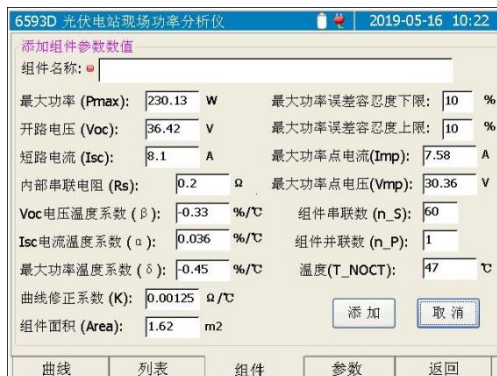 6593D 光伏电站现场功率分析仪 2019-05-16 10:22
添加组件参数数值
组件名称:
最大功率 (Pmax): 230.13 W 最大功率误差容忍度下限: 10 %
开路电压 (Voc): 36.42 V 最大功率误差容忍度上限: 10 %
短路电流 (Isc): 8.1 A 最大功率点电流(Imp): 7.58 A
内部串联电阻 (Rs): 0.2 Ω 最大功率点电压(Vmp): 30.36 V
Voc电压温度系数 (β): -0.33 %/℃ 组件串联数 (n_S): 60
Isc电流温度系数 (α): 0.036 %/℃ 组件并联数 (n_P): 1
最大功率温度系数 (δ): -0.45 %/℃ 温度(T_NOCT): 47 ℃
曲线修正系数 (K): 0.00125 Ω/℃
组件面积 (Area): 1.62 m2
添加 取消
曲线 列表 组件 参数 返回